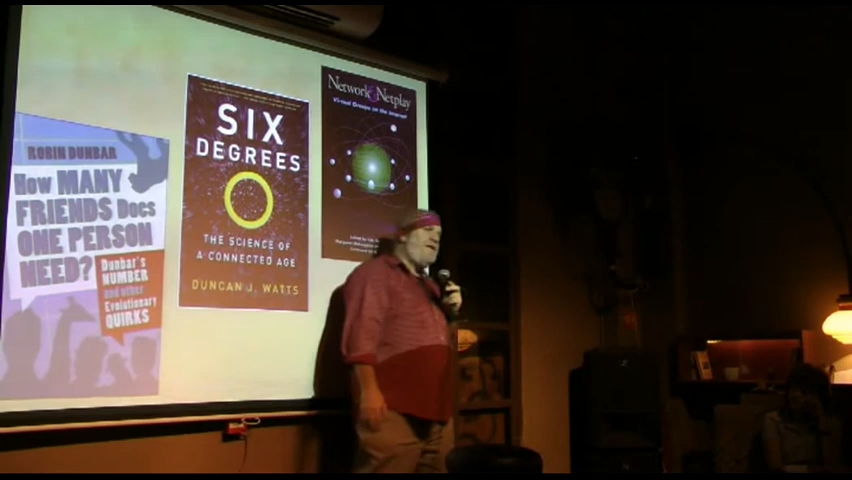 ROBIN DUNBAR
How MANY
FRIENDS Does
ONE PERSON
NEED?
Dunbar's
NUMBER
and other
Evolutionary
QUIRKS
SIX
DEGREES
THE SCIENCE OF
A CONNECTED AGE
DUNCAN J. WATTS
Network & Netplay
Virtual Groups on the Internet